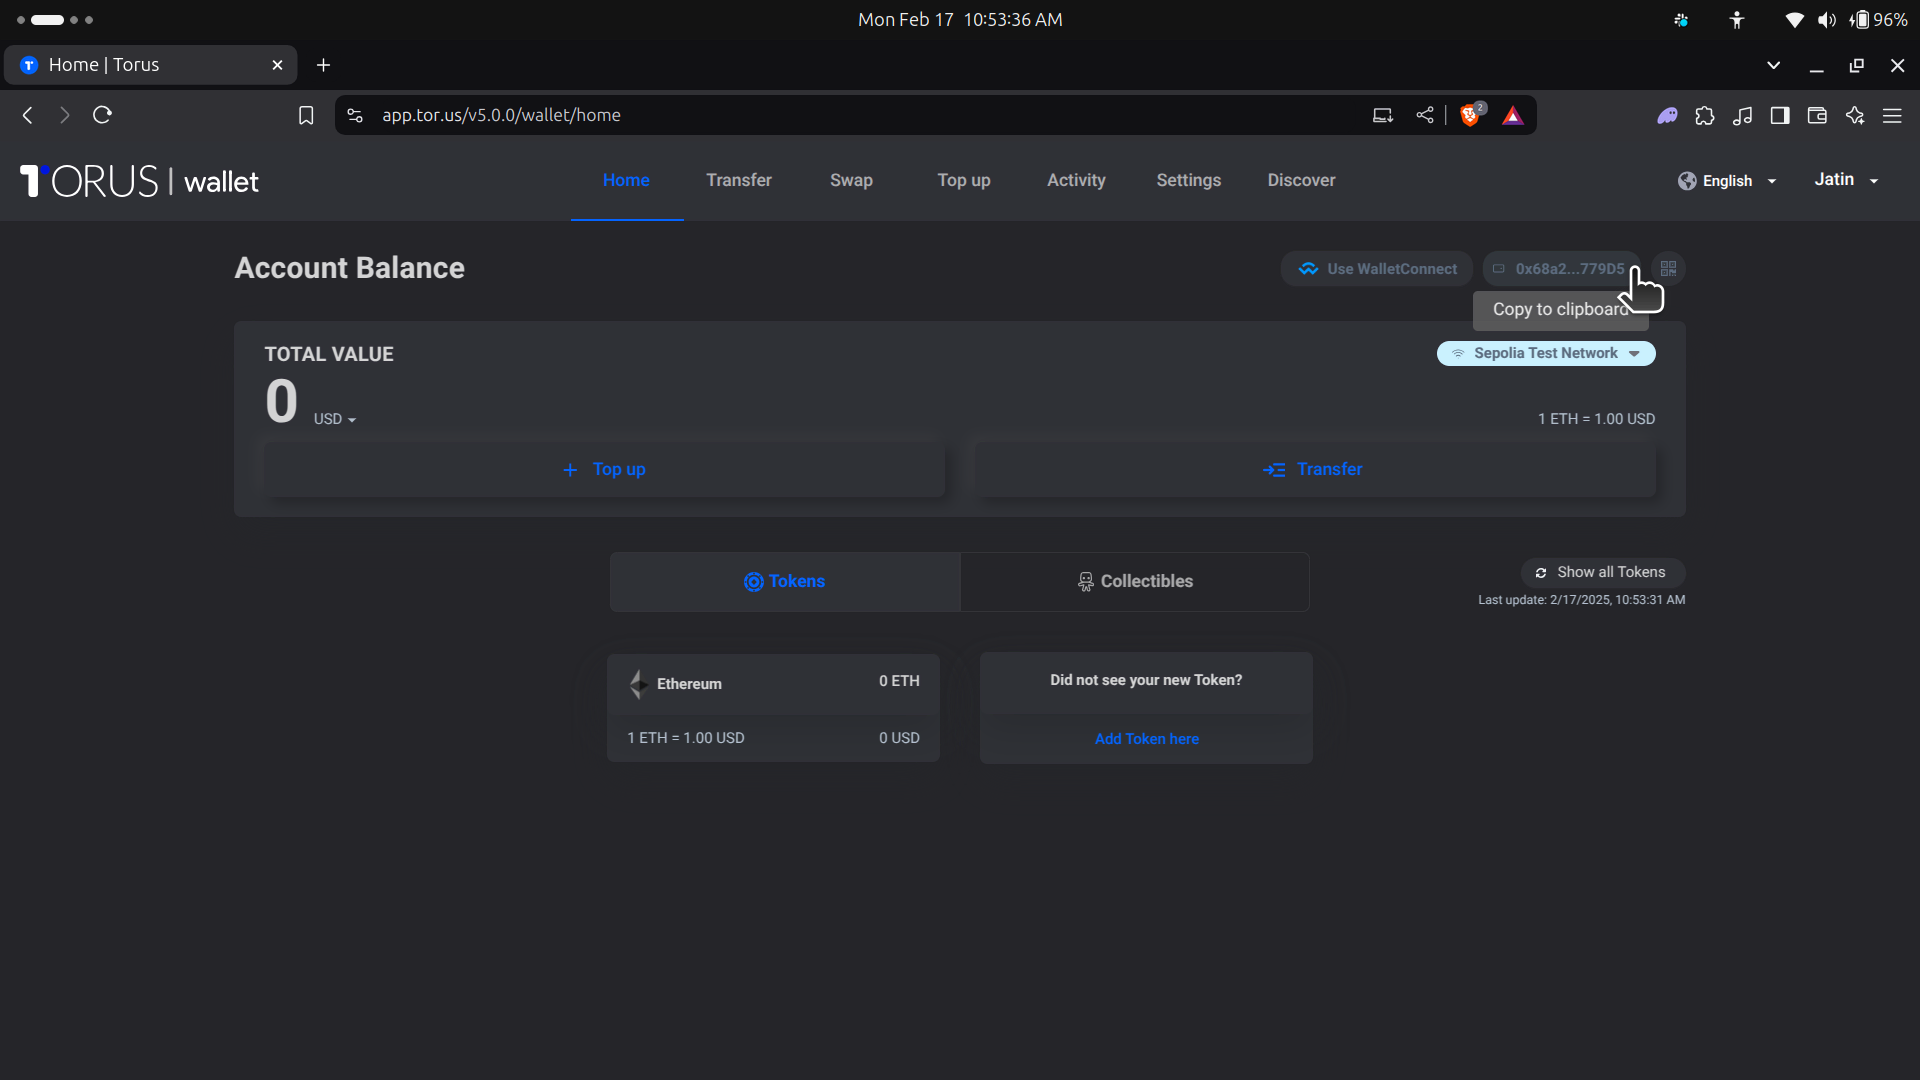 Mon Feb 17 10:53:36 AM
96%
Home | Torus
app.tor.us/v5.0.0/wallet/home
2
TORUS | wallet
Home
Transfer
Swap
Top up
Activity
Settings
Discover
English
Jatin
Account Balance
Use WalletConnect
0x68a2...779D5
Copy to clipboard
TOTAL VALUE
Sepolia Test Network
0 USD
1 ETH = 1.00 USD
Top up
Transfer
Tokens
Collectibles
Show all Tokens
Last update: 2/17/2025, 10:53:31 AM
Ethereum
0 ETH
1 ETH = 1.00 USD
0 USD
Did not see your new Token?
Add Token here